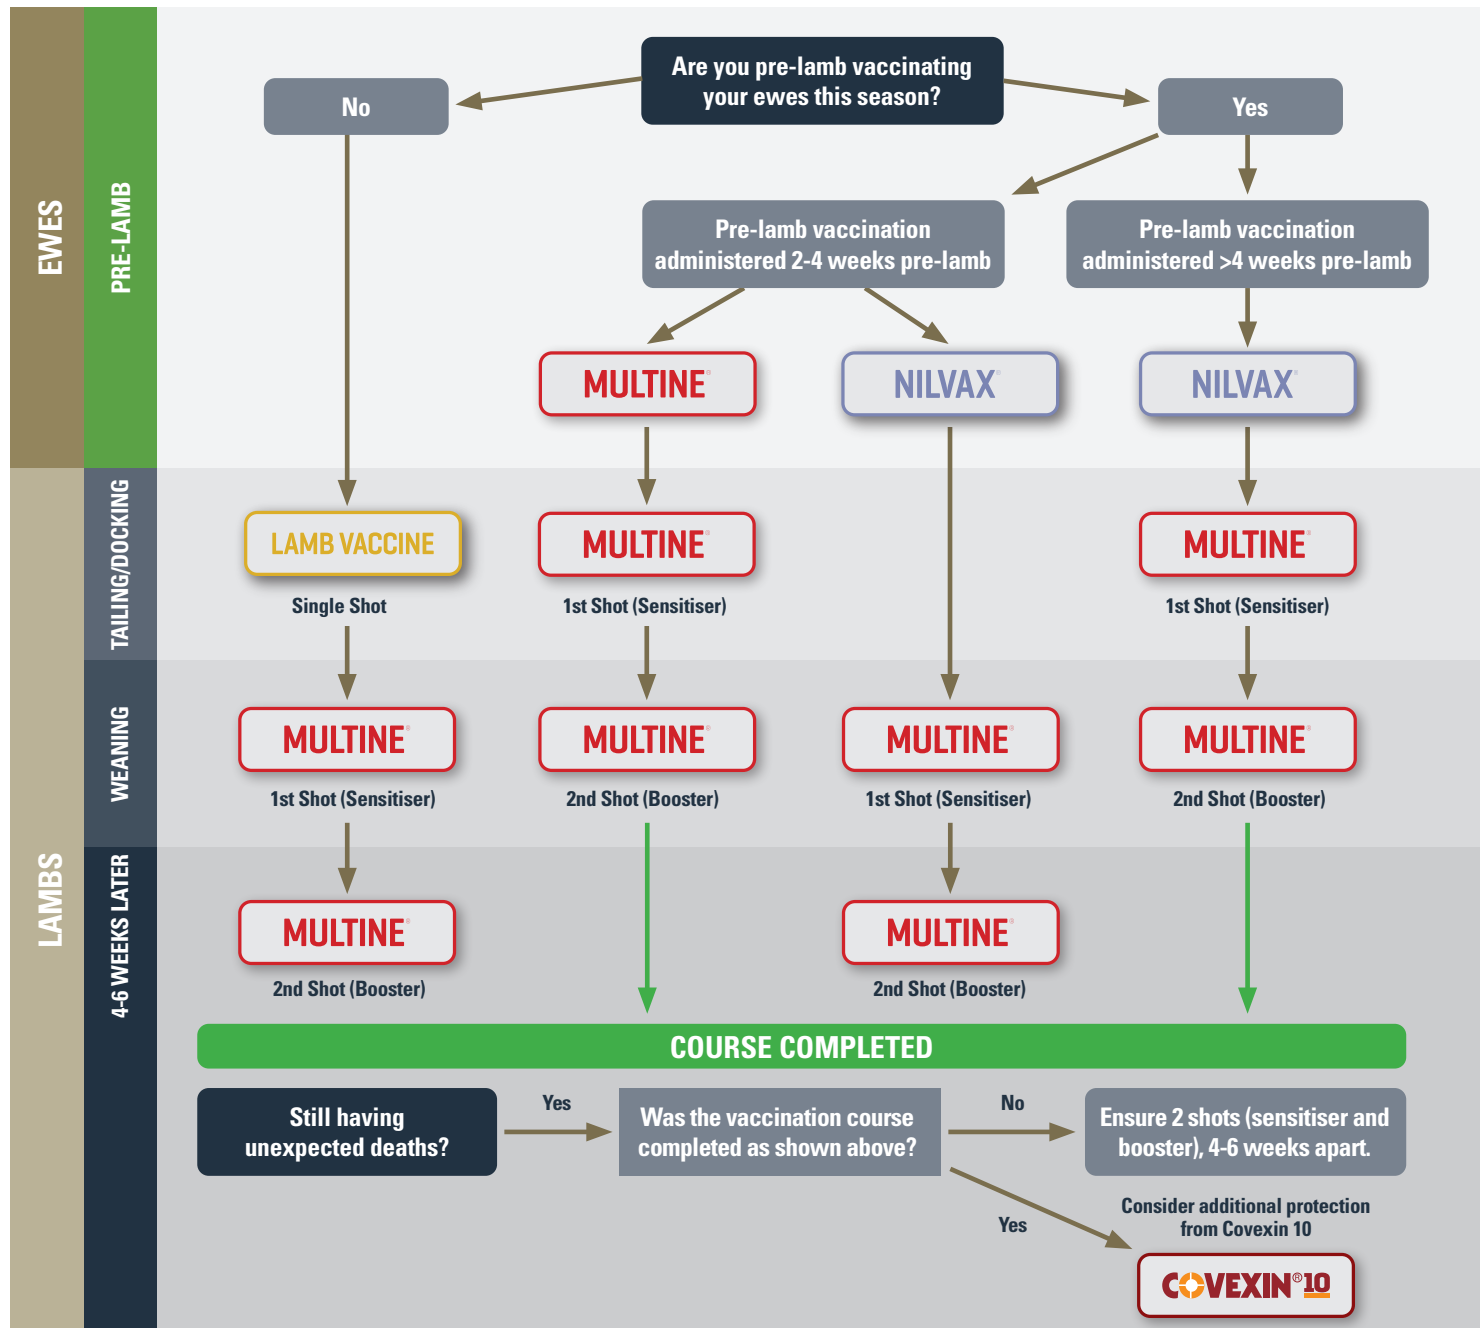 Are you pre-lamb vaccinating
your ewes this season?
No
Yes
EWES
PRE-LAMB
Pre-lamb vaccination
administered 2-4 weeks pre-lamb
Pre-lamb vaccination
administered >4 weeks pre-lamb
MULTINE®
NILVAX®
NILVAX®
LAMBS
TAILING/DOCKING
LAMB VACCINE
MULTINE®
MULTINE®
Single Shot
1st Shot (Sensitiser)
1st Shot (Sensitiser)
WEANING
MULTINE®
MULTINE®
MULTINE®
MULTINE®
1st Shot (Sensitiser)
2nd Shot (Booster)
1st Shot (Sensitiser)
2nd Shot (Booster)
4-6 WEEKS LATER
MULTINE®
MULTINE®
2nd Shot (Booster)
2nd Shot (Booster)
COURSE COMPLETED
Still having
unexpected deaths?
Yes
Was the vaccination course
completed as shown above?
No
Ensure 2 shots (sensitiser and
booster), 4-6 weeks apart.
Yes
Consider additional protection
from Covexin 10
COVEXIN®10